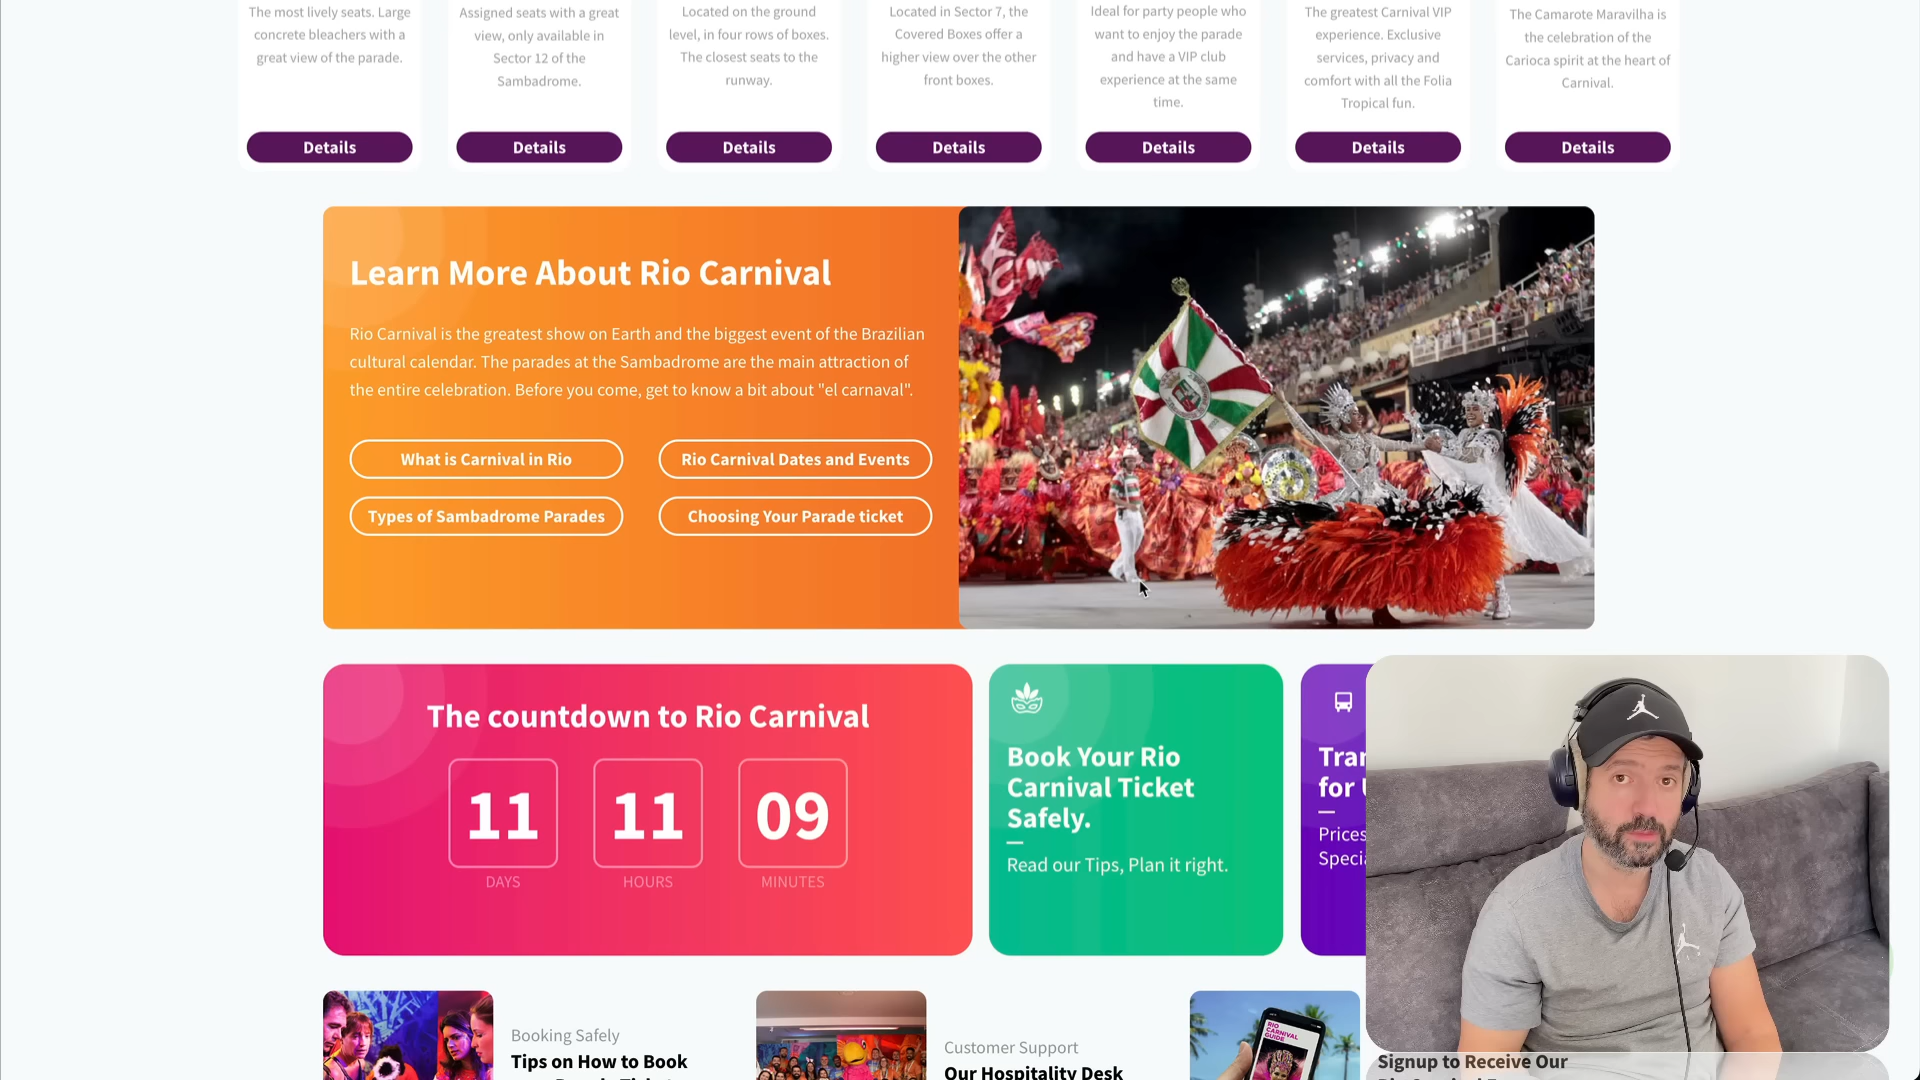 The most lively seats. Large
concrete bleachers with a
great view of the parade.
Details
Assigned seats with a great
view, only available in
Sector 12 of the
Sambadrome.
Details
Located on the ground
level, in four rows of boxes.
The closest seats to the
runway.
Details
Located in Sector 7, the
Covered Boxes offer a
higher view over the other
front boxes.
Details
Ideal for party people who
want to enjoy the parade
and have a VIP club
experience at the same
time.
Details
The greatest Carnival VIP
experience. Exclusive
services, privacy and
comfort with all the Folia
Tropical fun.
Details
The Camarote Maravilha is
the celebration of the
Carioca spirit at the heart of
Carnival.
Details
Learn More About Rio Carnival
Rio Carnival is the greatest show on Earth and the biggest event of the Brazilian
cultural calendar. The parades at the Sambadrome are the main attraction of
the entire celebration. Before you come, get to know a bit about "el carnaval".
What is Carnival in Rio
Rio Carnival Dates and Events
Types of Sambadrome Parades
Choosing Your Parade ticket
The countdown to Rio Carnival
11
11
09
DAYS
HOURS
MINUTES
Book Your Rio
Carnival Ticket
Safely.
Read our Tips, Plan it right.
for
Prices
Booking Safely
Tips on How to Book
Customer Support
Our Hospitality Desk
RIO
CARNIVAL
GUIDE
Signup to Receive Our